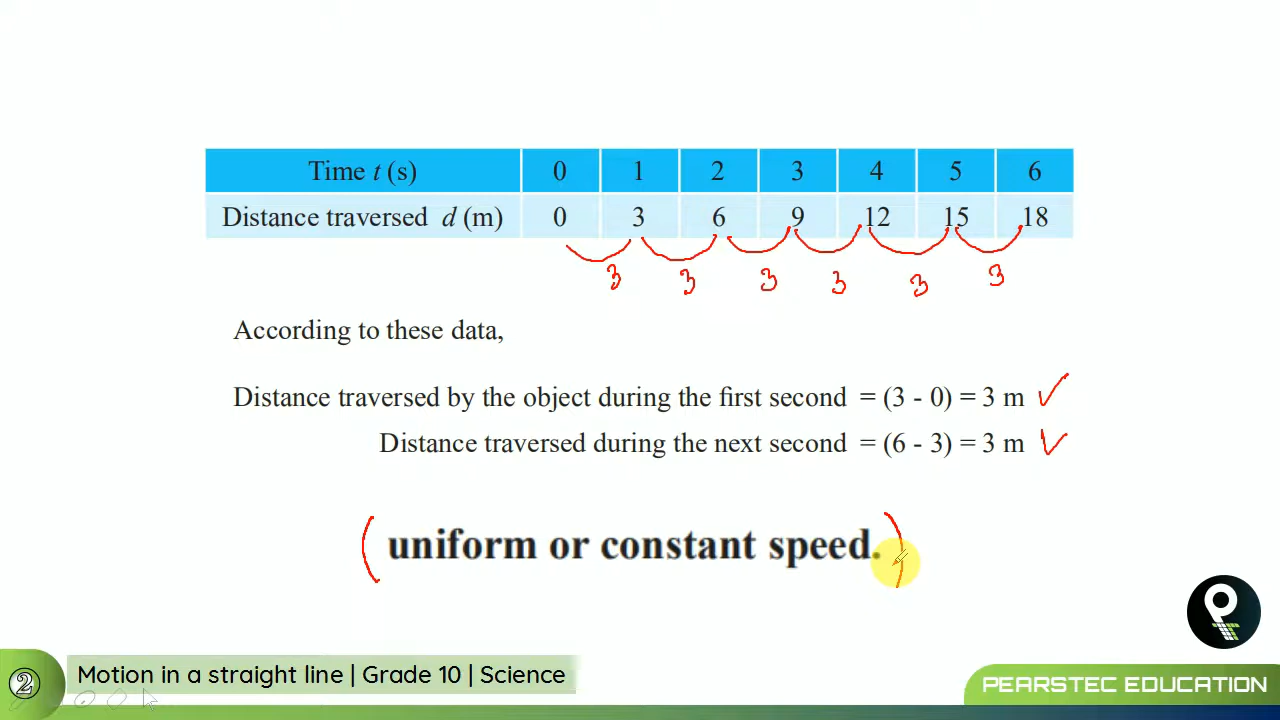 Time t (s) 0 1 2 3 4 5 6
Distance traversed d (m) 0 3 6 9 12 15 18
3 3 3 3 3 3
According to these data,
Distance traversed by the object during the first second = (3 - 0) = 3 m
Distance traversed during the next second = (6 - 3) = 3 m
(uniform or constant speed.)
2 Motion in a straight line | Grade 10 | Science
PEARSTEC EDUCATION